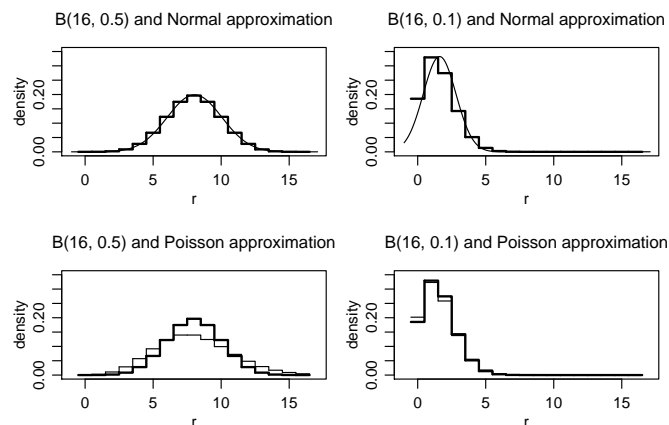 B(16, 0.5) and Normal approximation
density
0.00 0.20
0 5 10 15
r
B(16, 0.1) and Normal approximation
density
0.00 0.20
0 5 10 15
r
B(16, 0.5) and Poisson approximation
density
0.00 0.20
0 5 10 15
r
B(16, 0.1) and Poisson approximation
density
0.00 0.20
0 5 10 15
r